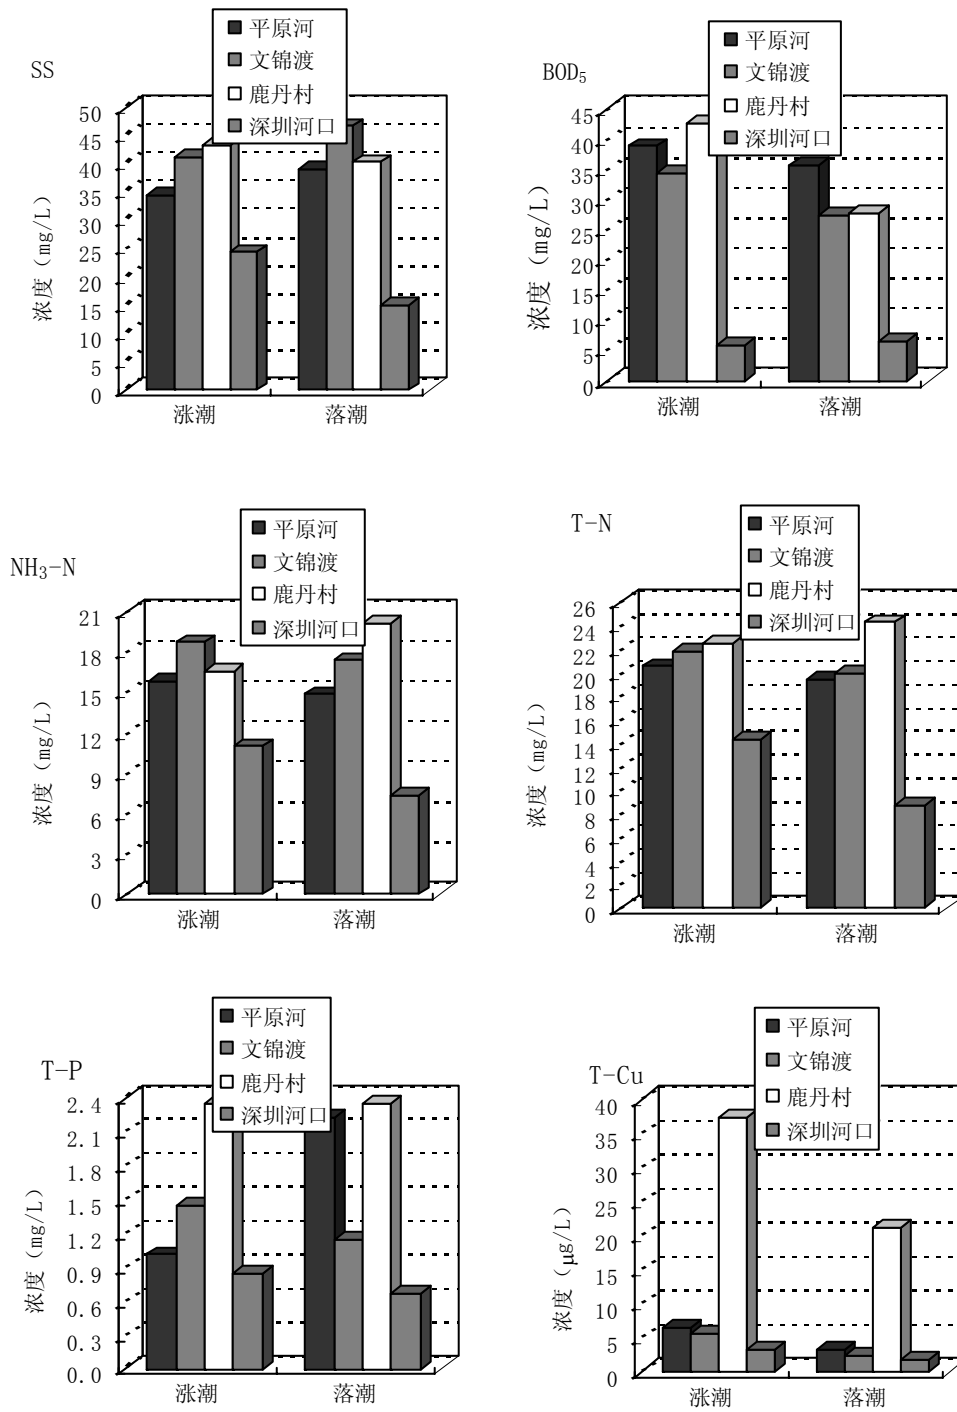 SS
平原河
文锦渡
鹿丹村
深圳河口
浓度 (mg/L)
50
45
40
35
30
25
20
15
10
5
0
涨潮
落潮
BOD5
平原河
文锦渡
鹿丹村
深圳河口
浓度 (mg/L)
45
40
35
30
25
20
15
10
5
0
涨潮
落潮
NH3-N
平原河
文锦渡
鹿丹村
深圳河口
浓度 (mg/L)
21
18
15
12
9
6
3
0
涨潮
落潮
T-N
平原河
文锦渡
鹿丹村
深圳河口
浓度 (mg/L)
26
24
22
20
18
16
14
12
10
8
6
4
2
0
涨潮
落潮
T-P
平原河
文锦渡
鹿丹村
深圳河口
浓度 (mg/L)
2.4
2.1
1.8
1.5
1.2
0.9
0.6
0.3
0.0
涨潮
落潮
T-Cu
平原河
文锦渡
鹿丹村
深圳河口
浓度 (μg/L)
40
35
30
25
20
15
10
5
0
涨潮
落潮